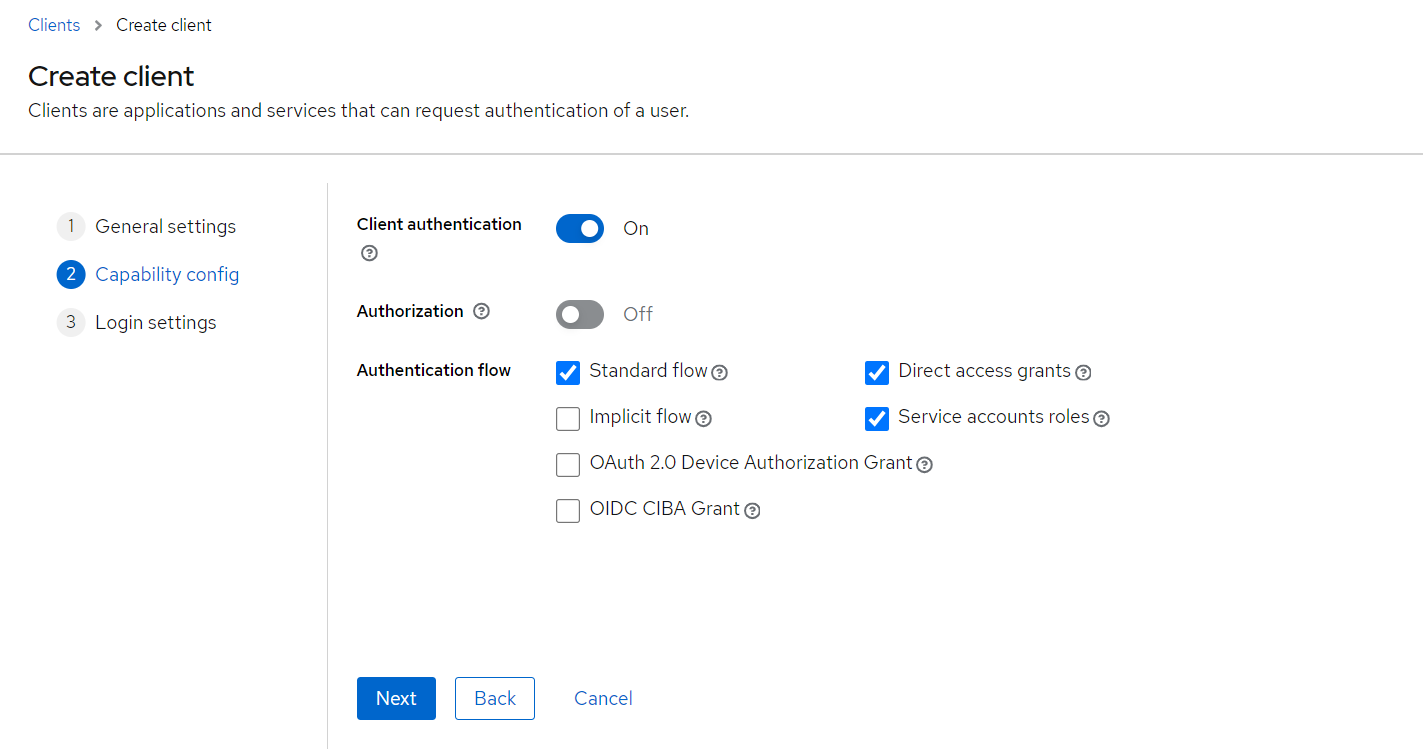 Clients > Create client
Create client
Clients are applications and services that can request authentication of a user.
1 General settings
2 Capability config
3 Login settings
Client authentication ? On
Authorization ? Off
Authentication flow
Standard flow ? Direct access grants ?
Implicit flow ? Service accounts roles ?
OAuth 2.0 Device Authorization Grant ?
OIDC CIBA Grant ?
Next Back Cancel